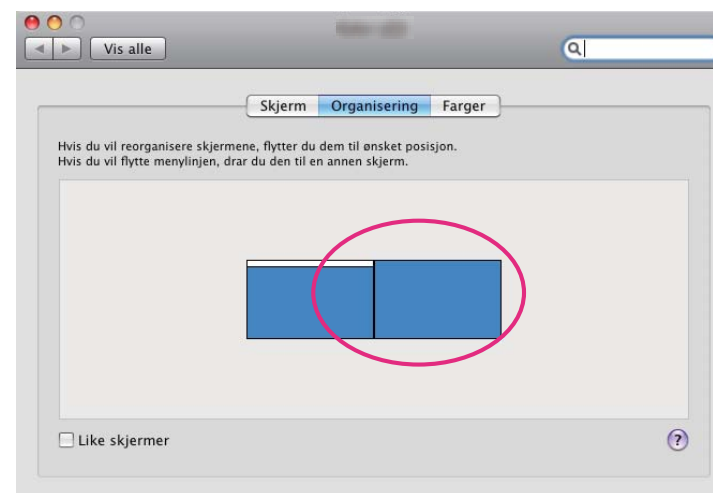 Vis alle
Skjerm Organisering Farger
Hvis du vil reorganisere skjermene, flytter du dem til ønsket posisjon.
Hvis du vil flytte menylinjen, drar du den til en annen skjerm.
Like skjermer
?